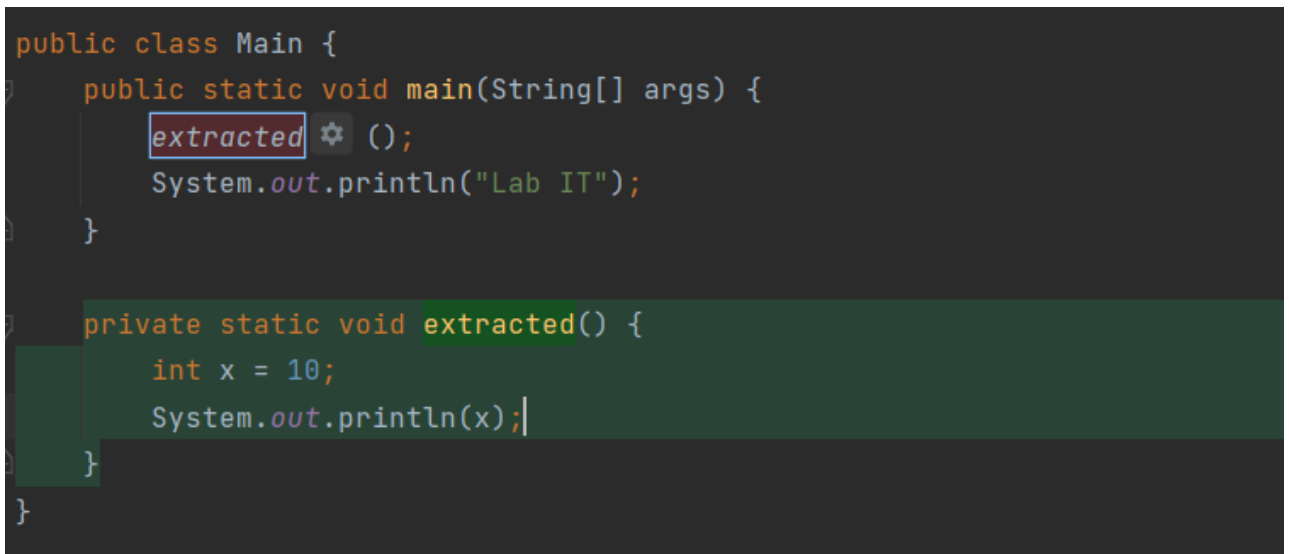 public class Main {
    public static void main(String[] args) {
        extracted ();
        System.out.println("Lab IT");
    }
    private static void extracted() {
        int x = 10;
        System.out.println(x);
    }
}